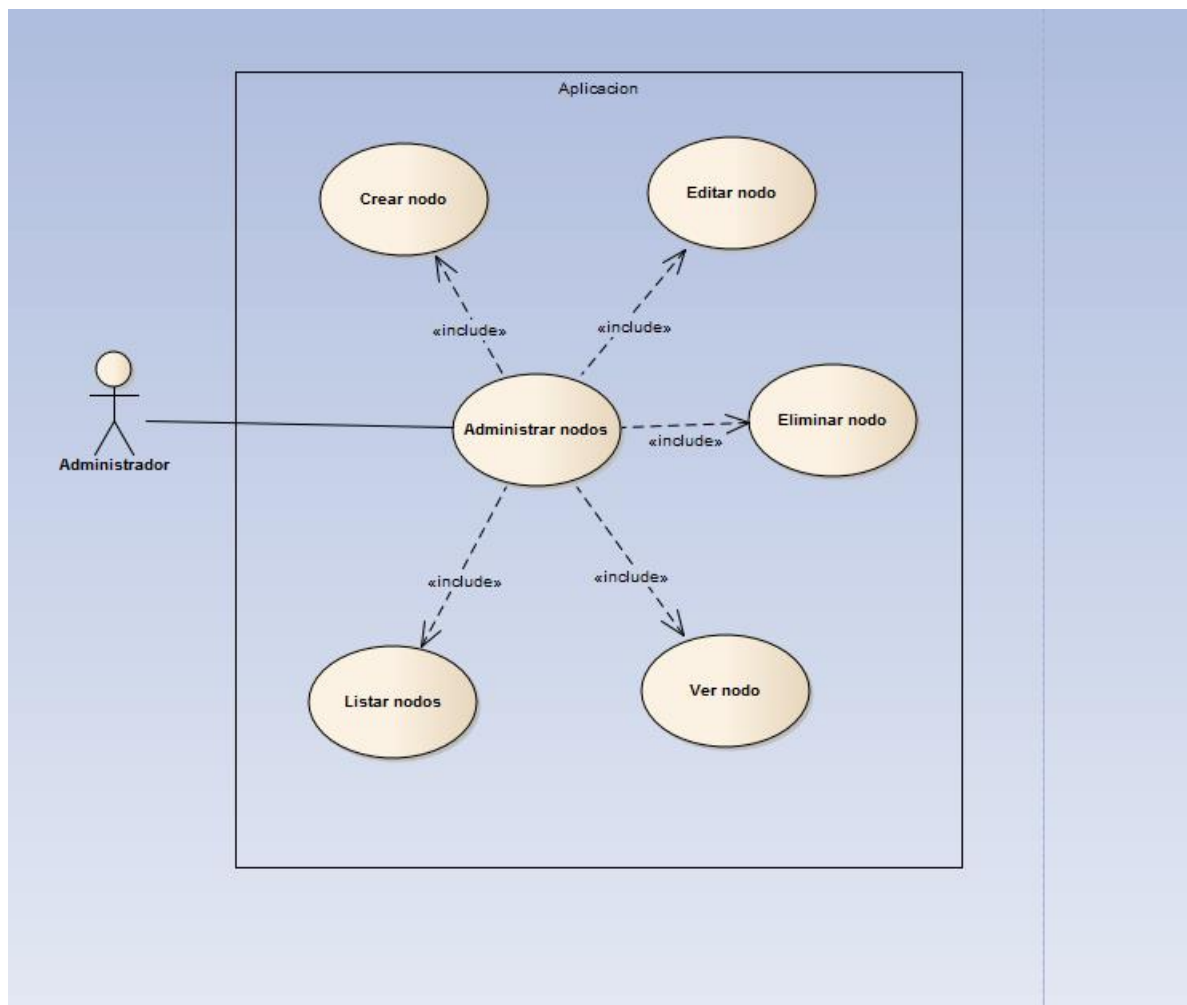 Aplicacion
Crear nodo
Editar nodo
«include»
«include»
Administrador
Administrar nodos
«include»
Eliminar nodo
«include»
«include»
Listar nodos
Ver nodo